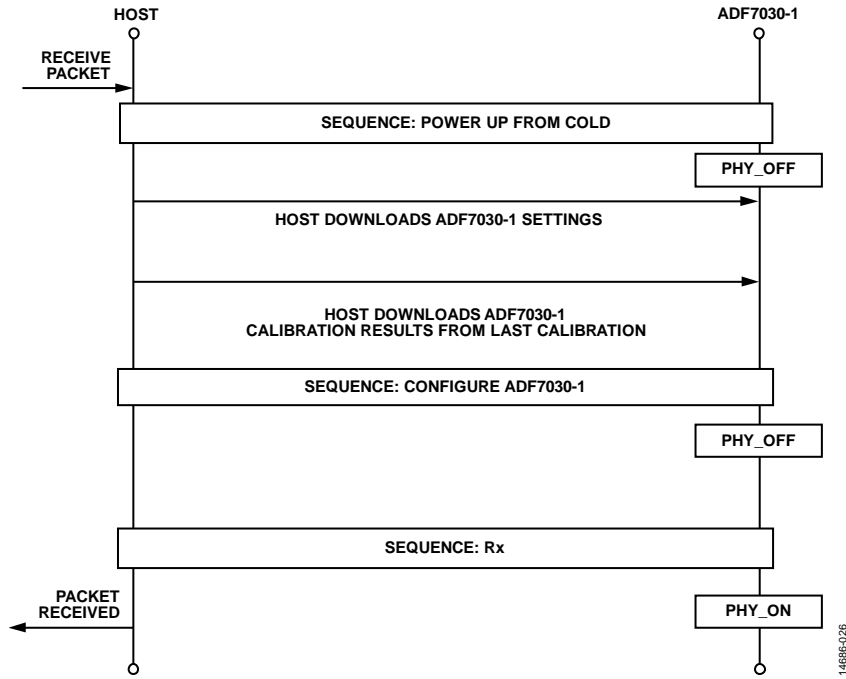 HOST
ADF7030-1
RECEIVE
PACKET
SEQUENCE: POWER UP FROM COLD
PHY_OFF
HOST DOWNLOADS ADF7030-1 SETTINGS
HOST DOWNLOADS ADF7030-1
CALIBRATION RESULTS FROM LAST CALIBRATION
SEQUENCE: CONFIGURE ADF7030-1
PHY_OFF
SEQUENCE: Rx
PACKET
RECEIVED
PHY_ON
14686-026